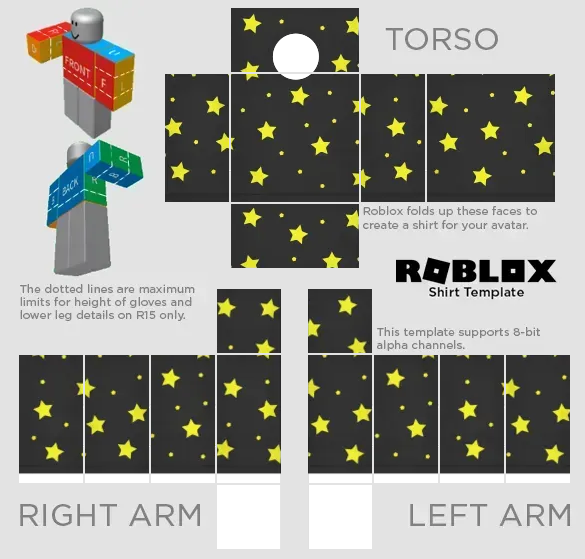 TORSO
FRONT
F
L
U
BACK
R
B
Roblox folds up these faces to
create a shirt for your avatar.
ROBLOX
Shirt Template
The dotted lines are maximum
limits for height of gloves and
lower leg details on R15 only.
This template supports 8-bit
alpha channels.
RIGHT ARM
LEFT ARM